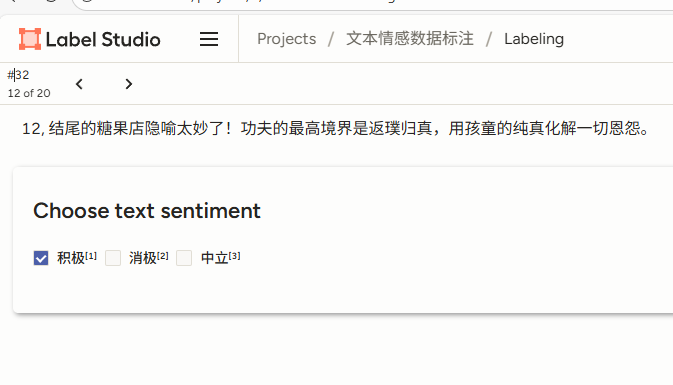 Label Studio
Projects / 文本情感数据标注 / Labeling
#32
12 of 20
12, 结尾的糖果店隐喻太妙了！功夫的最高境界是返璞归真，用孩童的纯真化解一切恩怨。
Choose text sentiment
积极[1] 消极[2] 中立[3]